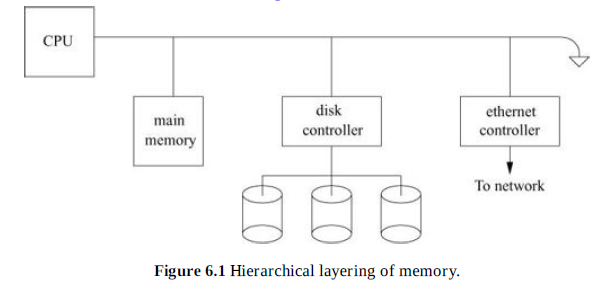 CPU
main
memory
disk
controller
ethernet
controller
To network
Figure 6.1 Hierarchical layering of memory.